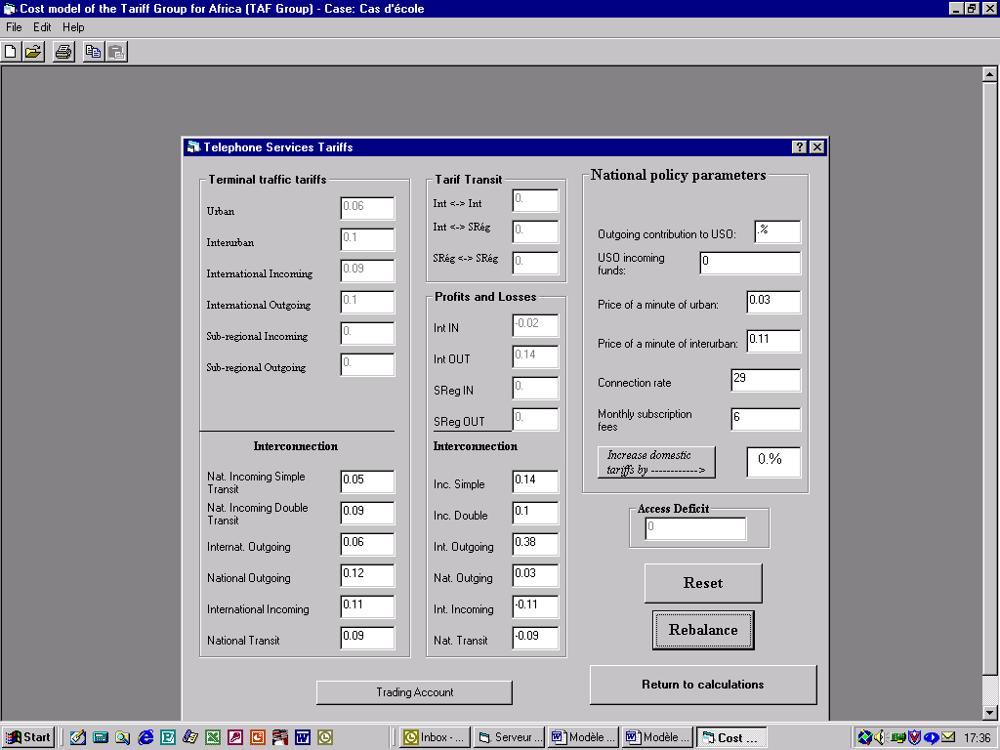 Cost model of the Tariff Group for Africa (TAF Group) - Case: Cas d'école
File Edit Help
Telephone Services Tariffs
Terminal traffic tariffs
Urban 0.06
Interurban 0.1
International Incoming 0.09
International Outgoing 0.1
Sub-regional Incoming 0.
Sub-regional Outgoing 0.
Interconnection
Nat. Incoming Simple
Transit 0.05
Nat. Incoming Double
Transit 0.09
Internat. Outgoing 0.06
National Outgoing 0.12
International Incoming 0.11
National Transit 0.09
Tarif Transit
Int <-> Int 0.
Int <-> SRég 0.
SRég <-> SRég 0.
Profits and Losses
Int IN -0.02
Int OUT 0.14
SReg IN 0.
SReg OUT 0.
Interconnection
Inc. Simple 0.14
Inc. Double 0.1
Int. Outgoing 0.38
Nat. Outging 0.03
Int. Incoming -0.11
Nat. Transit -0.09
National policy parameters
Outgoing contribution to USO: .%
USO incoming
funds: 0
Price of a minute of urban: 0.03
Price of a minute of interurban: 0.11
Connection rate 29
Monthly subscription
fees 6
Increase domestic
tariffs by ------------> 0.%
Access Deficit
0
Reset
Rebalance
Trading Account
Return to calculations
Start Inbox - ... Serveur ... Modèle ... Modèle ... Cost ... 17:36